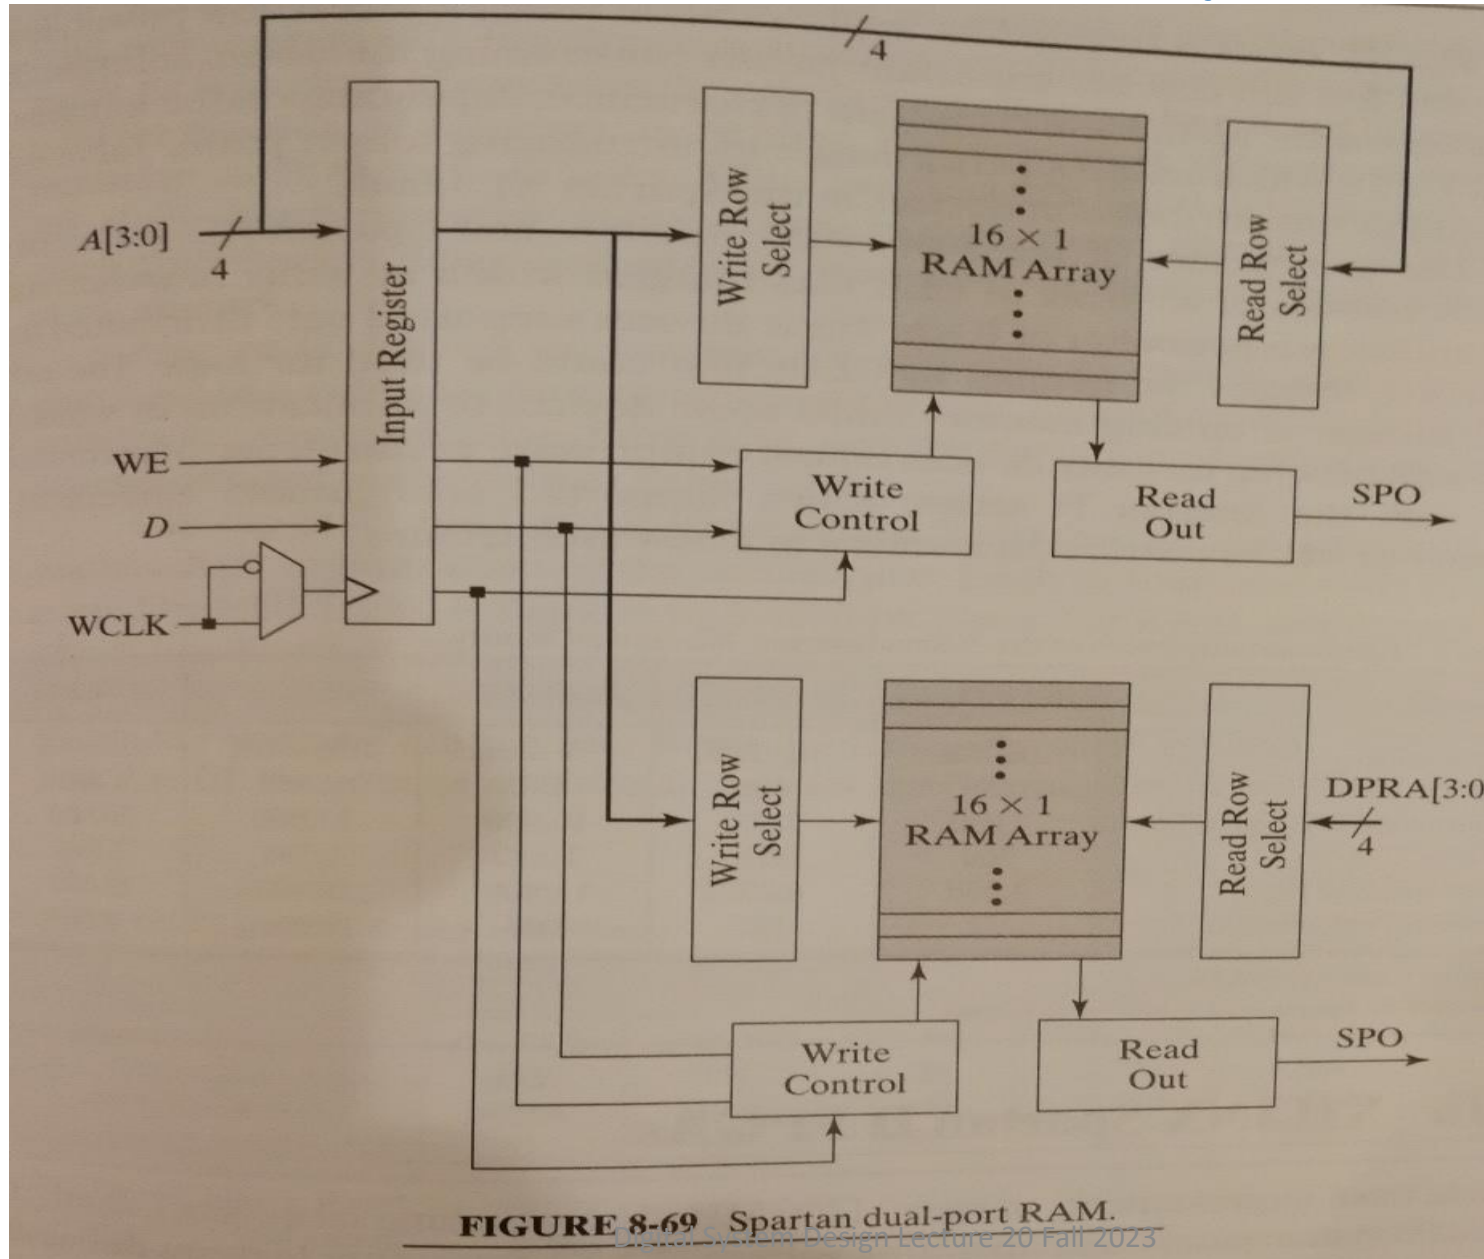 4
A[3:0]
4
Input Register
Write Row
Select
16 × 1
RAM Array
Read Row
Select
WE
D
WCLK
Write
Control
Read
Out
SPO
Write Row
Select
16 × 1
RAM Array
Read Row
Select
DPRA[3:0
4
Write
Control
Read
Out
SPO
FIGURE 8-69 Spartan dual-port RAM.
Digital System Design Lecture 20 Fall 2023